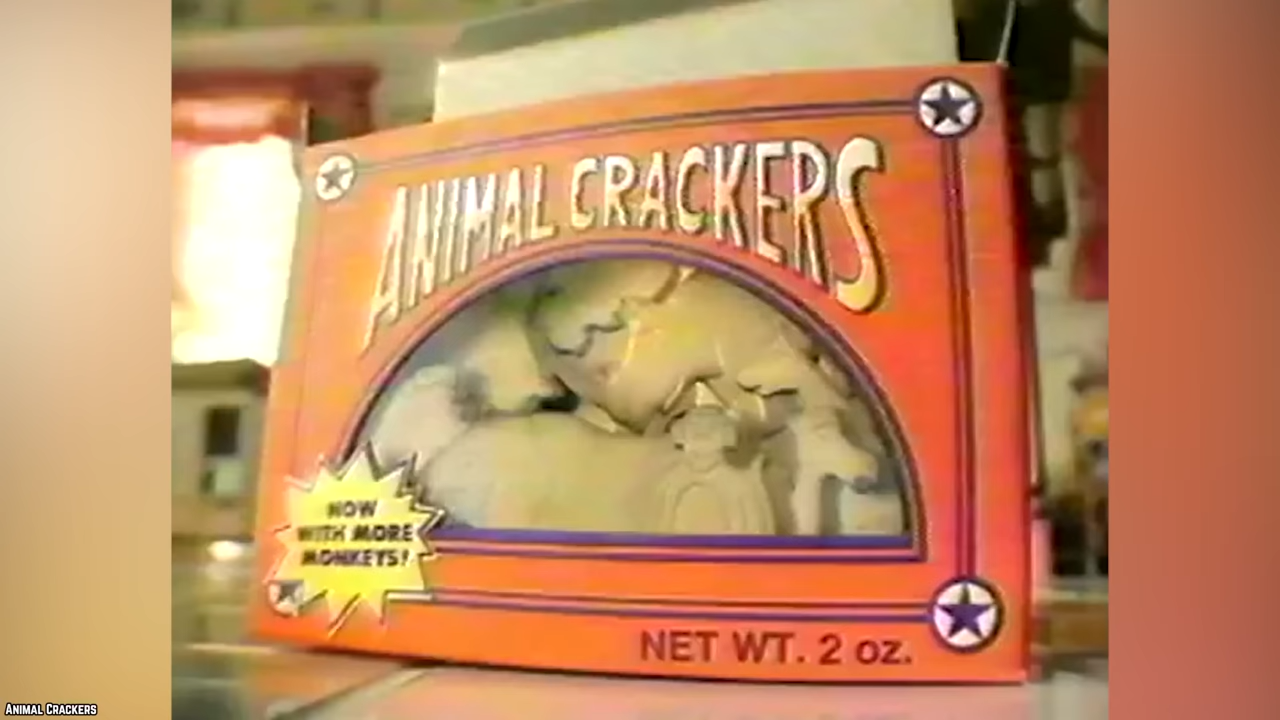 ANIMAL CRACKERS
NOW
WITH MORE
MONKEYS!
NET WT. 2 oz.
ANIMAL CRACKERS